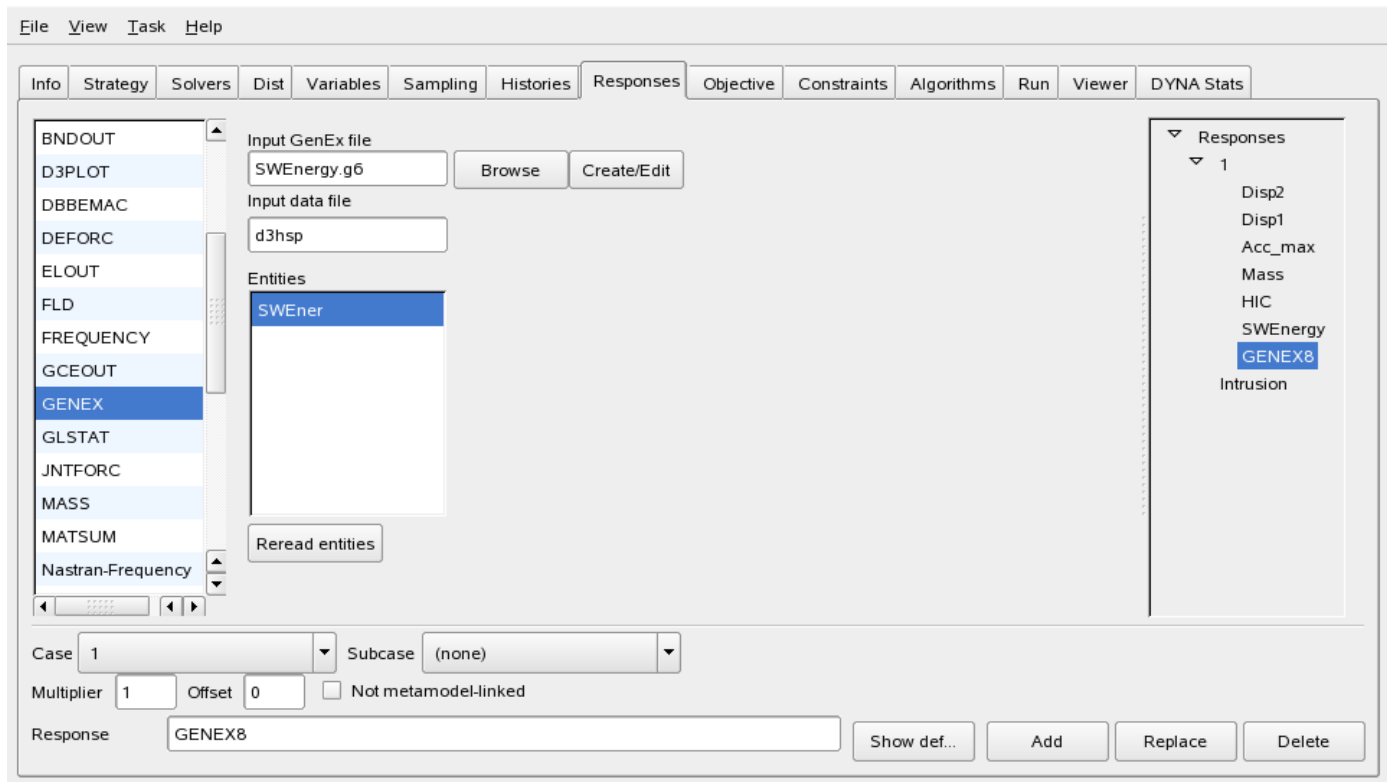 File View Task Help
Info Strategy Solvers Dist Variables Sampling Histories Responses Objective Constraints Algorithms Run Viewer DYNA Stats
BNDOUT
D3PLOT
DBBEMAC
DEFORC
ELOUT
FLD
FREQUENCY
GCEOUT
GENEX
GLSTAT
JNTFORC
MASS
MATSUM
Nastran-Frequency
Input GenEx file
SWEnergy.g6 Browse Create/Edit
Input data file
d3hsp
Entities
SWEner
Reread entities
Responses
1
Disp2
Disp1
Acc_max
Mass
HIC
SWEnergy
GENEX8
Intrusion
Case 1 Subcase (none)
Multiplier 1 Offset 0 Not metamodel-linked
Response GENEX8 Show def... Add Replace Delete